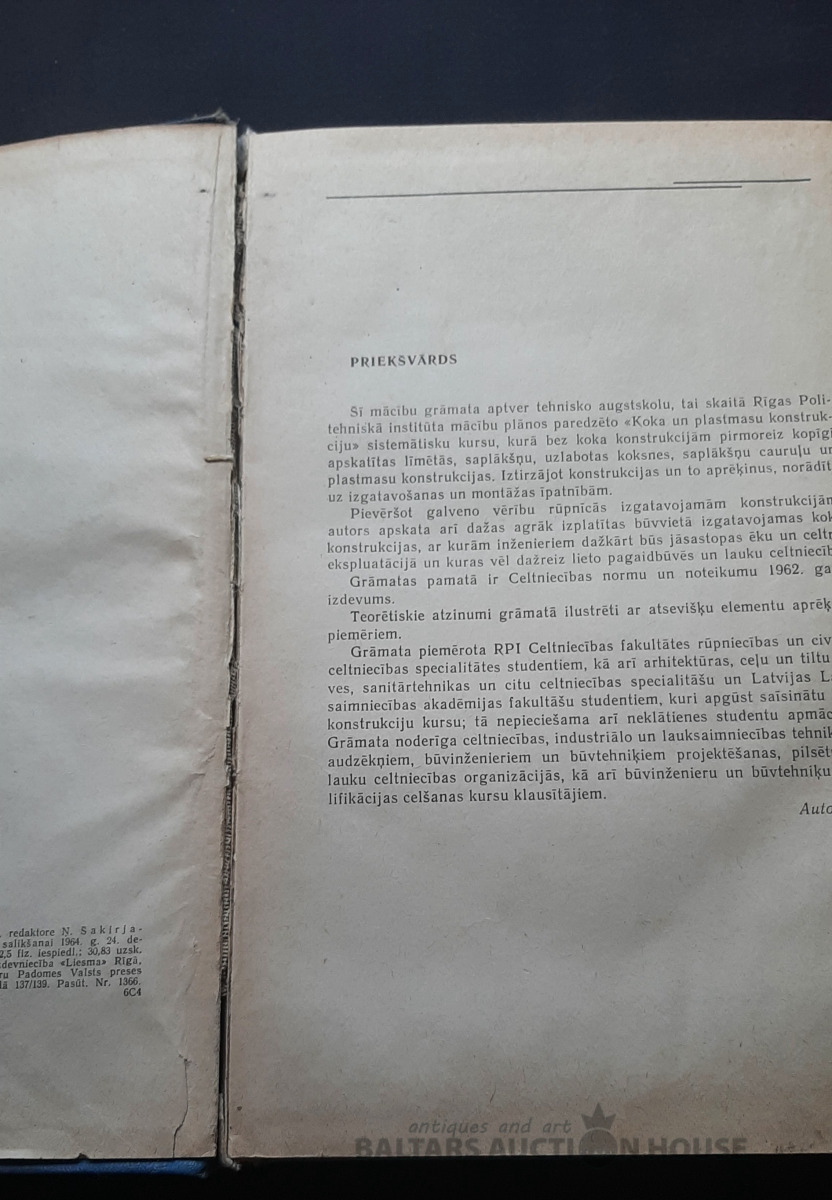 redaktore Ņ. Sakirja-
salikšanai 1964. g. 24. de-
2,5 fiz. iespiedl.; 30,83 uzsk.
devniecība «Liesma» Rīgā,
ru Padomes Valsts preses
lā 137/139. Pasūt. Nr. 1366.
6C4
PRIEKŠVĀRDS
Šī mācību grāmata aptver tehnisko augstskolu, tai skaitā Rīgas Poli-
tehniskā institūta mācību plānos paredzēto «Koka un plastmasu konstruk-
ciju» sistemātisku kursu, kurā bez koka konstrukcijām pirmoreiz kopīgi
apskatītas līmētās, saplākšņu, uzlabotas koksnes, saplākšņu cauruļu un
plastmasu konstrukcijas. Iztirzājot konstrukcijas un to aprēķinus, norādīt
uz izgatavošanas un montāžas īpatnībām.
Pievēršot galveno vērību rūpnīcās izgatavojamām konstrukcijām
autors apskata arī dažas agrāk izplatītas būvvietā izgatavojamas kok
konstrukcijas, ar kurām inženieriem dažkārt būs jāsastopas ēku un celtn
ekspluatācijā un kuras vēl dažreiz lieto pagaidbūvēs un lauku celtniecīb
Grāmatas pamatā ir Celtniecības normu un noteikumu 1962. ga
izdevums.
Teorētiskie atzinumi grāmatā ilustrēti ar atsevišķu elementu aprēķ
piemēriem.
Grāmata piemērota RPI Celtniecības fakultātes rūpniecības un civ
celtniecības specialitātes studentiem, kā arī arhitektūras, ceļu un tiltu
ves, sanitārtehnikas un citu celtniecības specialitāšu un Latvijas La
saimniecības akadēmijas fakultāšu studentiem, kuri apgūst saīsinātu
konstrukciju kursu; tā nepieciešama arī neklātienes studentu apmāc
Grāmata noderīga celtniecības, industriālo un lauksaimniecības tehnik
audzēkņiem, būvinženieriem un būvtehniķiem projektēšanas, pilsēt
lauku celtniecības organizācijās, kā arī būvinženieru un būvtehniķu
lifikācijas celšanas kursu klausītājiem.
Auto
antiques and art
BALTARS AUCTION HOUSE